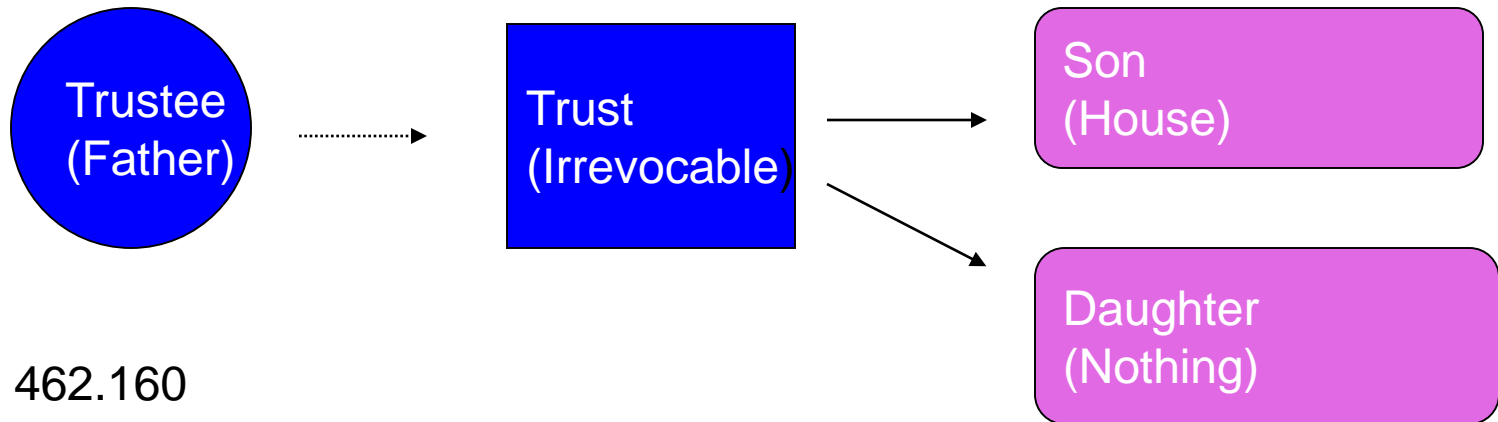 Trustee
(Father)
Trust
(Irrevocable)
Son
(House)
Daughter
(Nothing)
462.160